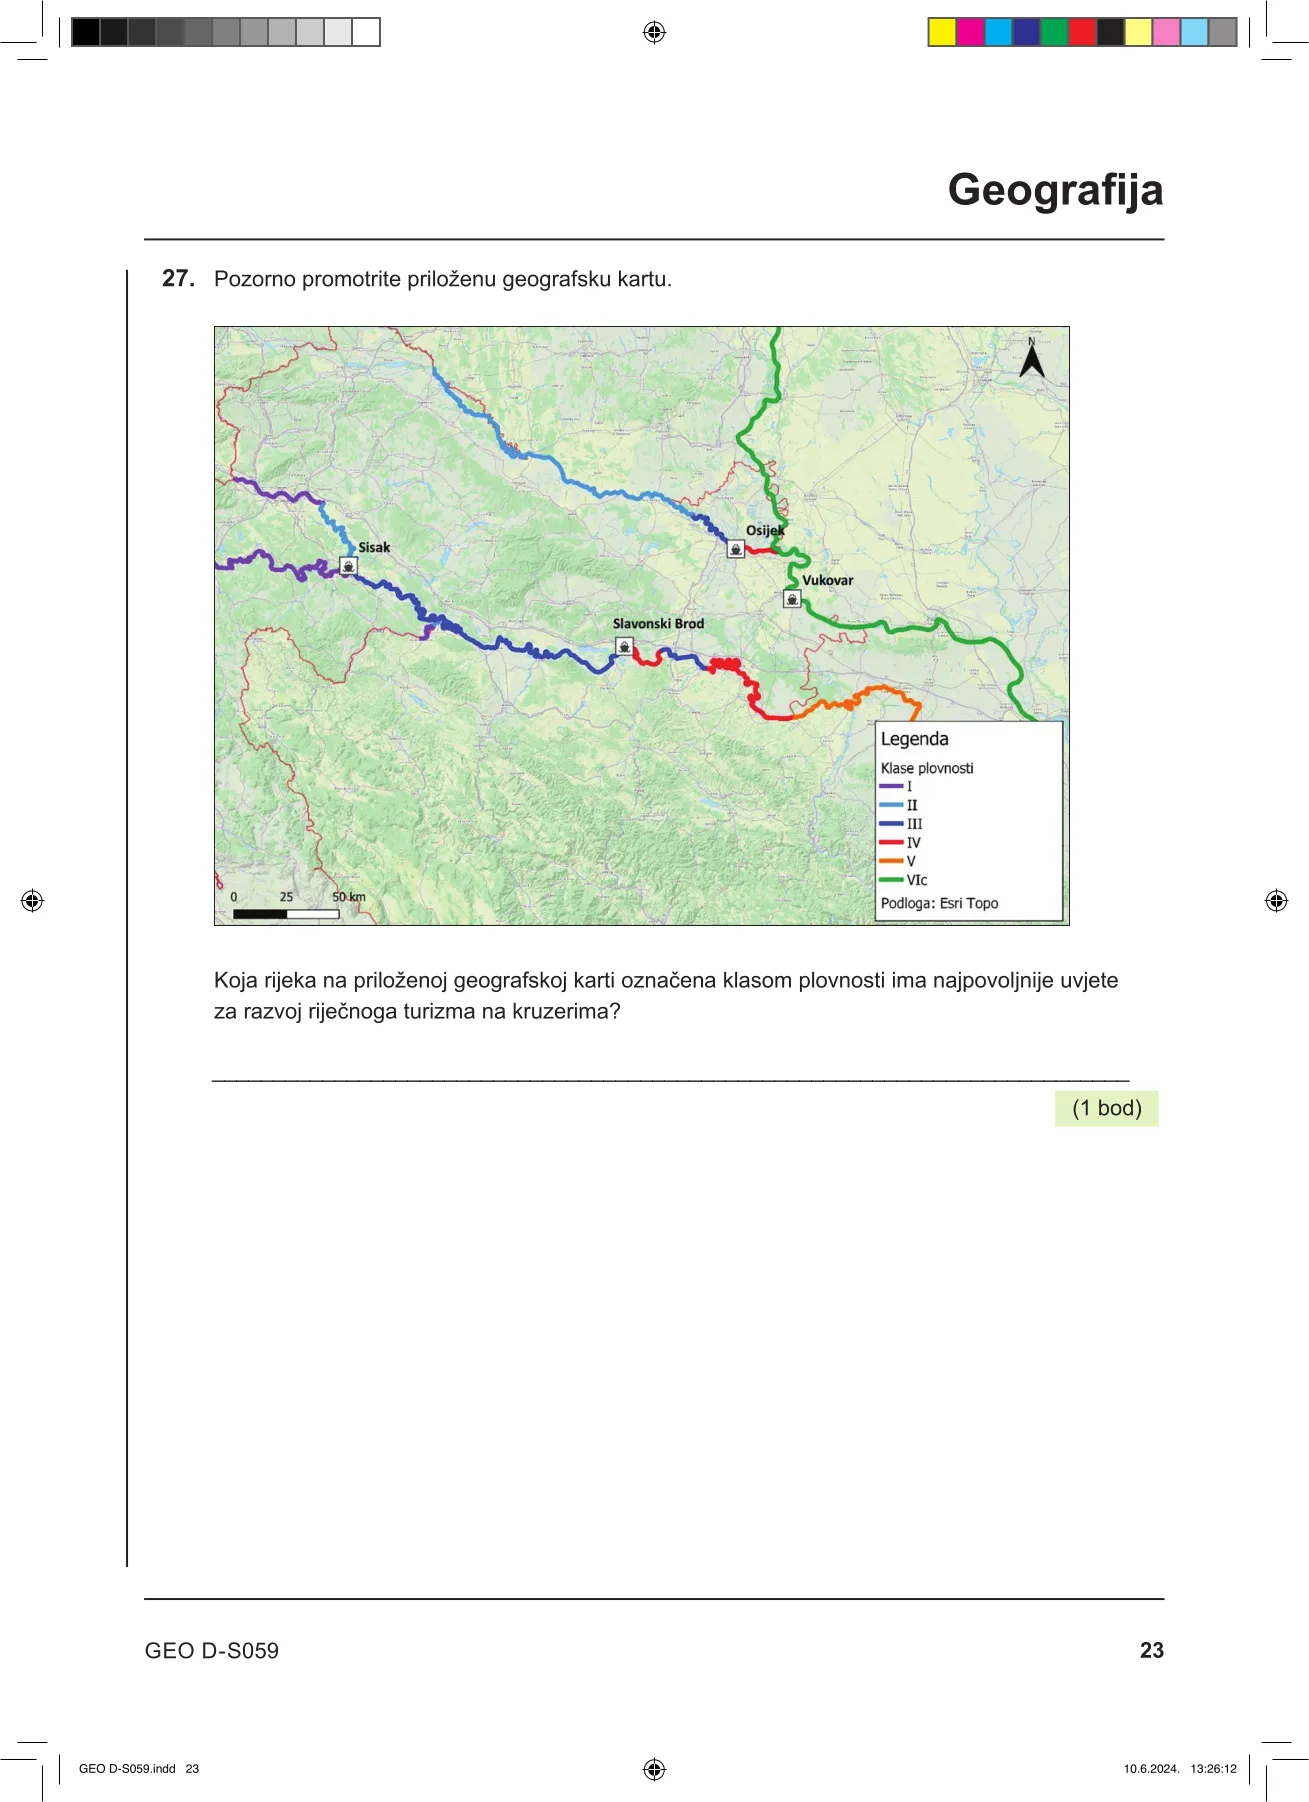 Geografija
27. Pozorno promotrite priloženu geografsku kartu.
N
Osijek
Sisak
Vukovar
Slavonski Brod
Legenda
Klase plovnosti
I
II
III
IV
V
VIc
Podloga: Esri Topo
0 25 50 km
Koja rijeka na priloženoj geografskoj karti označena klasom plovnosti ima najpovoljnije uvjete
za razvoj riječnoga turizma na kruzerima?
(1 bod)
GEO D-S059
23
GEO D-S059.indd 23
10.6.2024. 13:26:12